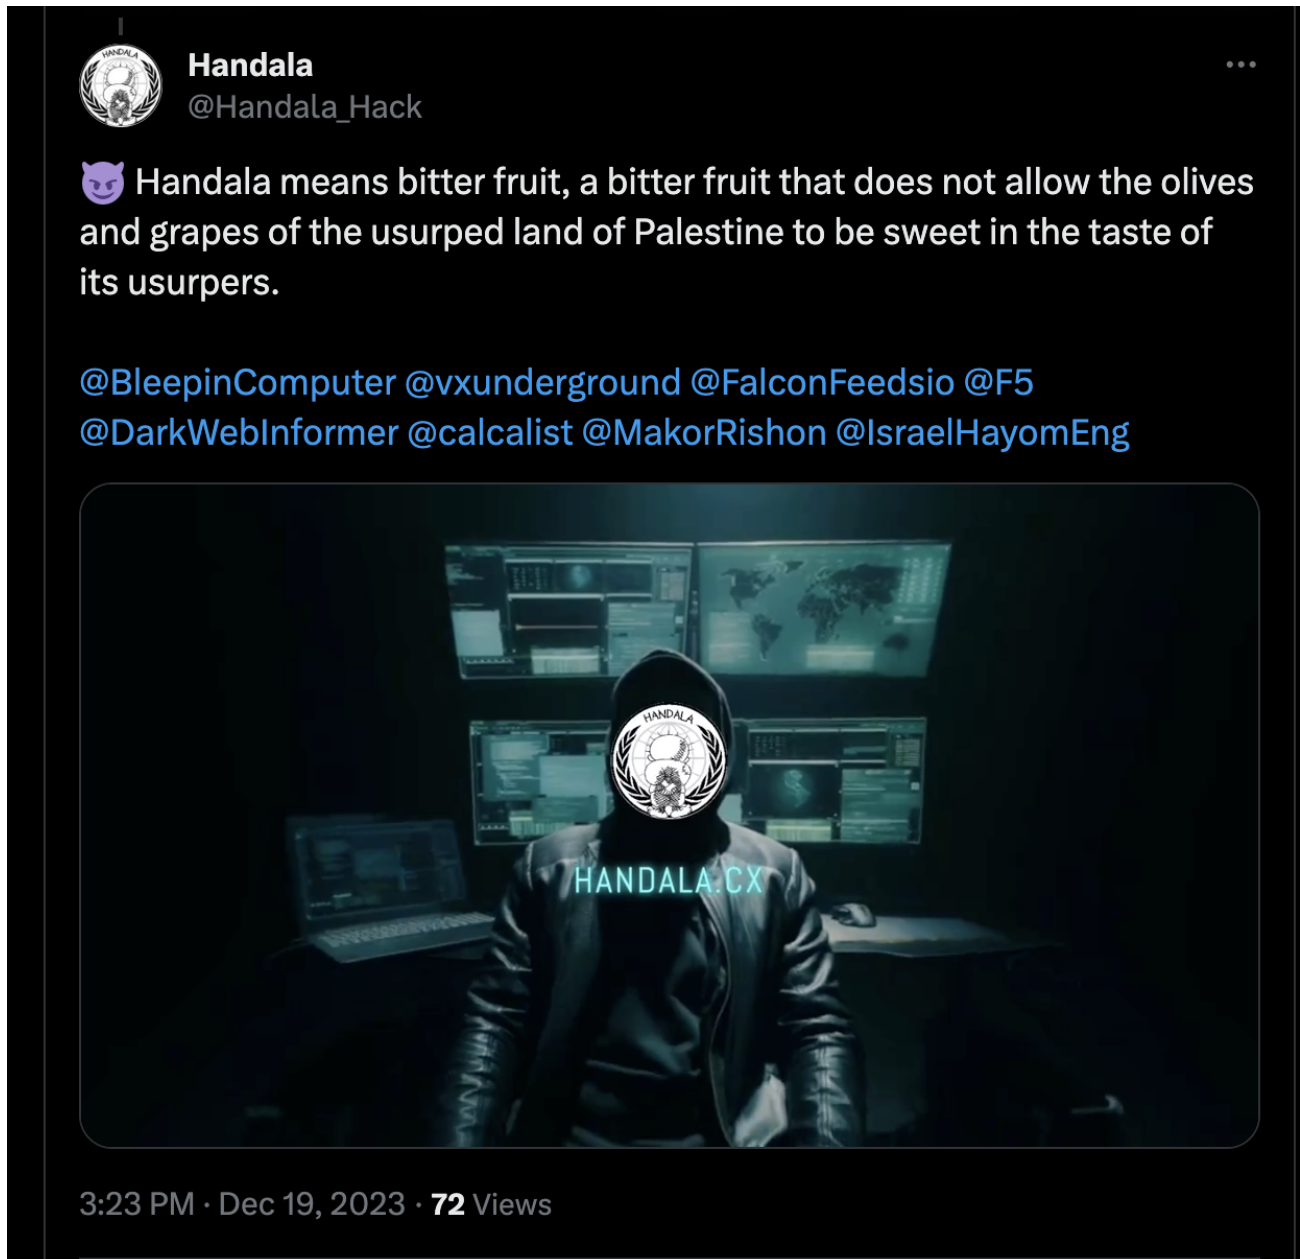 HANDALA
Handala
@Handala_Hack
😈 Handala means bitter fruit, a bitter fruit that does not allow the olives
and grapes of the usurped land of Palestine to be sweet in the taste of
its usurpers.
@BleepinComputer @vxunderground @FalconFeedsio @F5
@DarkWebInformer @calcalist @MakorRishon @IsraelHayomEng
HANDALA
HANDALA.CX
3:23 PM · Dec 19, 2023 · 72 Views